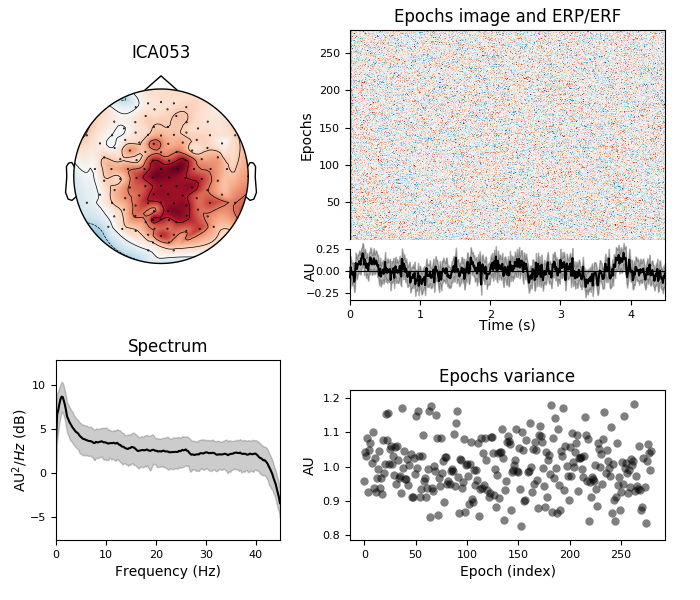 ICA053
Epochs image and ERP/ERF
Epochs
250
200
150
100
50
AU
0.25
0.00
−0.25
0 1 2 3 4
Time (s)
Spectrum
AU²/Hz (dB)
10
5
0
−5
0 10 20 30 40
Frequency (Hz)
Epochs variance
AU
1.2
1.1
1.0
0.9
0.8
0 50 100 150 200 250
Epoch (index)